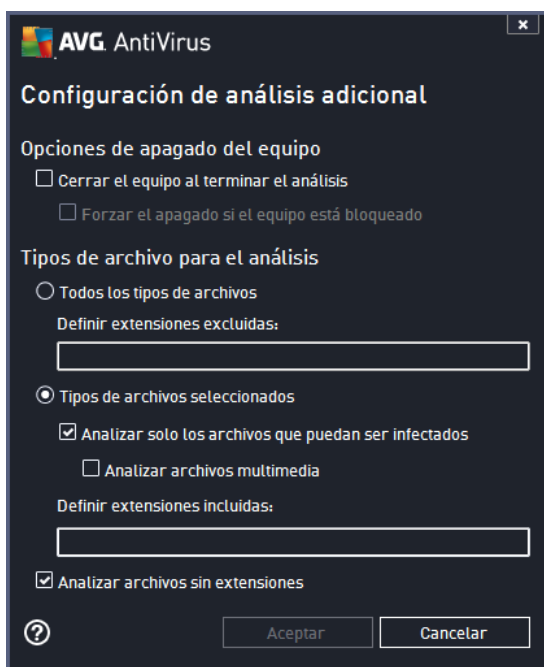 AVG AntiVirus
Configuración de análisis adicional
Opciones de apagado del equipo
Cerrar el equipo al terminar el análisis
Forzar el apagado si el equipo está bloqueado
Tipos de archivo para el análisis
Todos los tipos de archivos
Definir extensiones excluidas:
Tipos de archivos seleccionados
Analizar solo los archivos que puedan ser infectados
Analizar archivos multimedia
Definir extensiones incluidas:
Analizar archivos sin extensiones
Aceptar
Cancelar